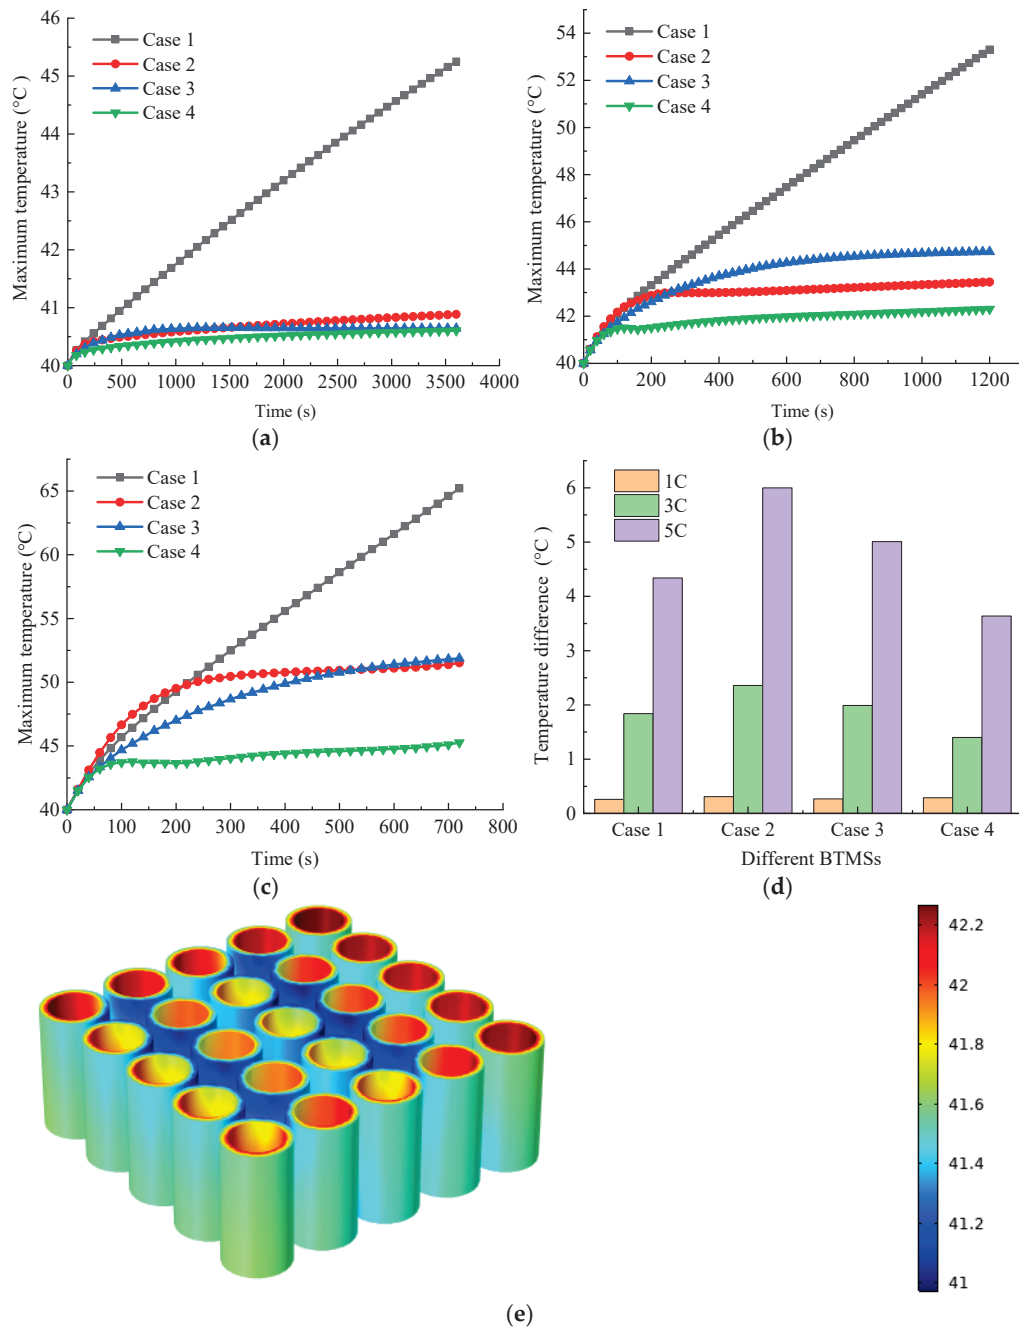 46
45
44
43
42
41
40
Maximum temperature (°C )
Case 1
Case 2
Case 3
Case 4
0 500 1000 1500 2000 2500 3000 3500 4000
Time (s)
(a)
54
52
50
48
46
44
42
40
Maximum temperature (°C )
Case 1
Case 2
Case 3
Case 4
0 200 400 600 800 1000 1200
Time (s)
(b)
65
60
55
50
45
40
Maximum temperature (°C)
Case 1
Case 2
Case 3
Case 4
0 100 200 300 400 500 600 700 800
Time (s)
(c)
6
5
4
3
2
1
0
Temperature difference (°C )
1C
3C
5C
Case 1 Case 2 Case 3 Case 4
Different BTMSs
(d)
42.2
42
41.8
41.6
41.4
41.2
41
(e)